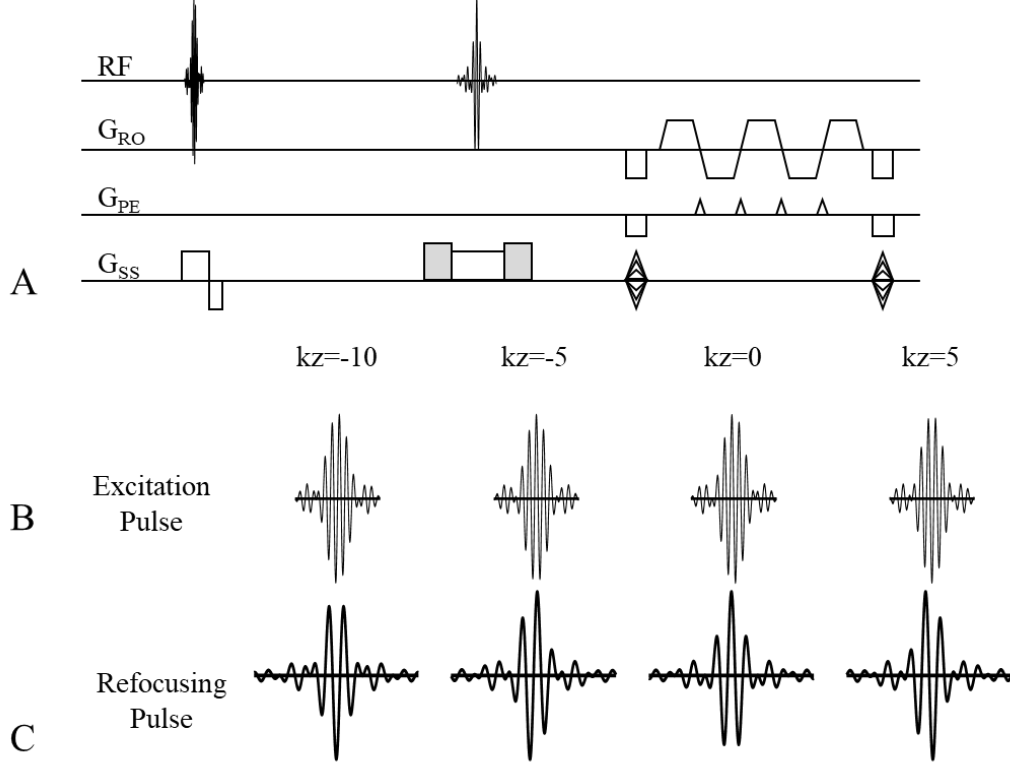 RF
G_RO
G_PE
G_SS
A
kz=-10 kz=-5 kz=0 kz=5
Excitation
Pulse
B
Refocusing
Pulse
C